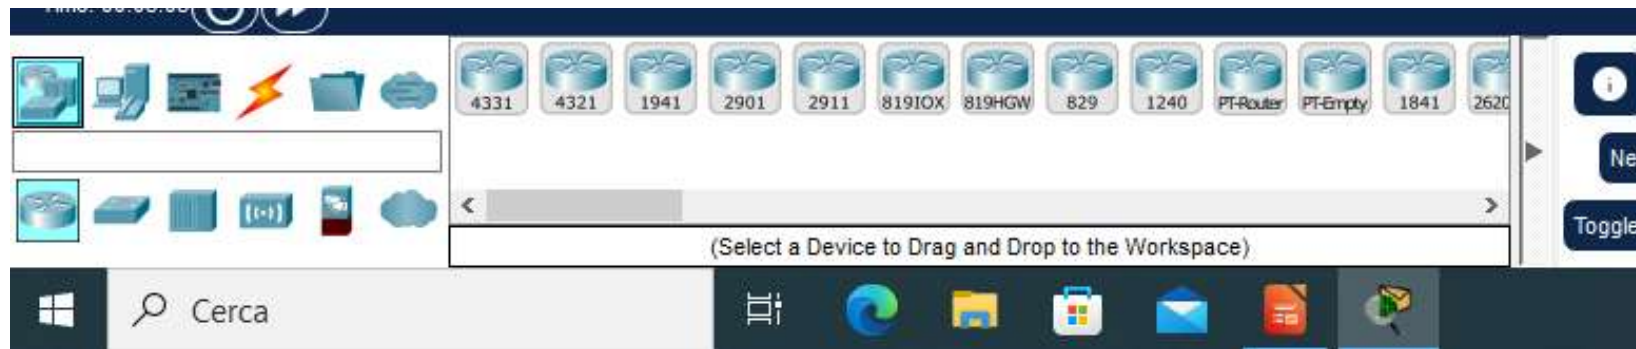 4331 4321 1941 2901 2911 819IOX 819HGW 829 1240 PT-Router PT-Empty 1841 2620
Ne
(Select a Device to Drag and Drop to the Workspace)
Toggle
Cerca